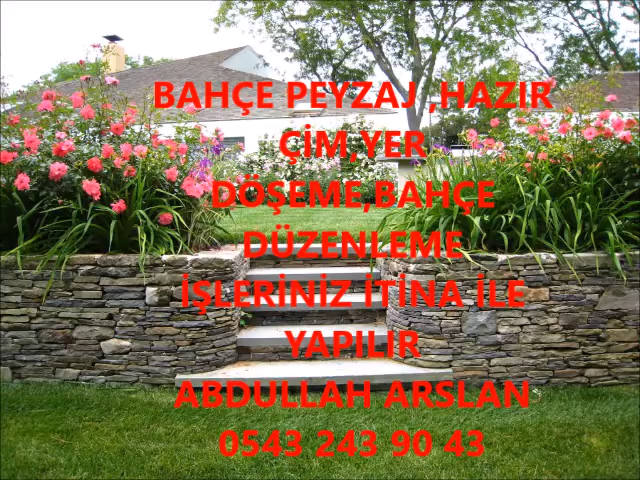 BAHÇE PEYZAJ ,HAZIR
ÇİM,YER
DÖŞEME,BAHÇE
DÜZENLEME
İŞLERİNİZ İTİNA İLE
YAPILIR
ABDULLAH ARSLAN
0543 243 90 43